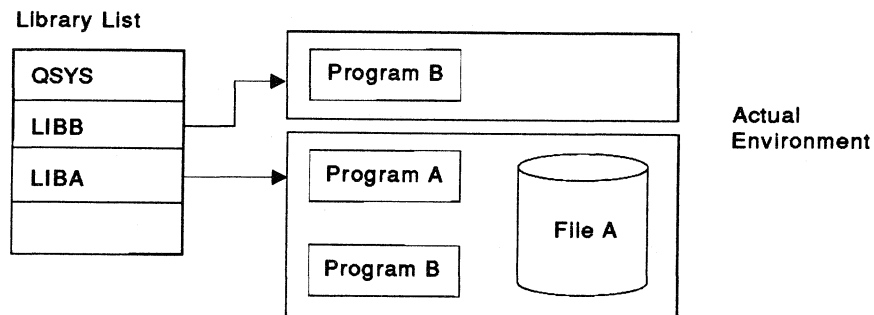 Library List
QSYS
LIBB
LIBA
Program B
Program A
File A
Program B
Actual
Environment